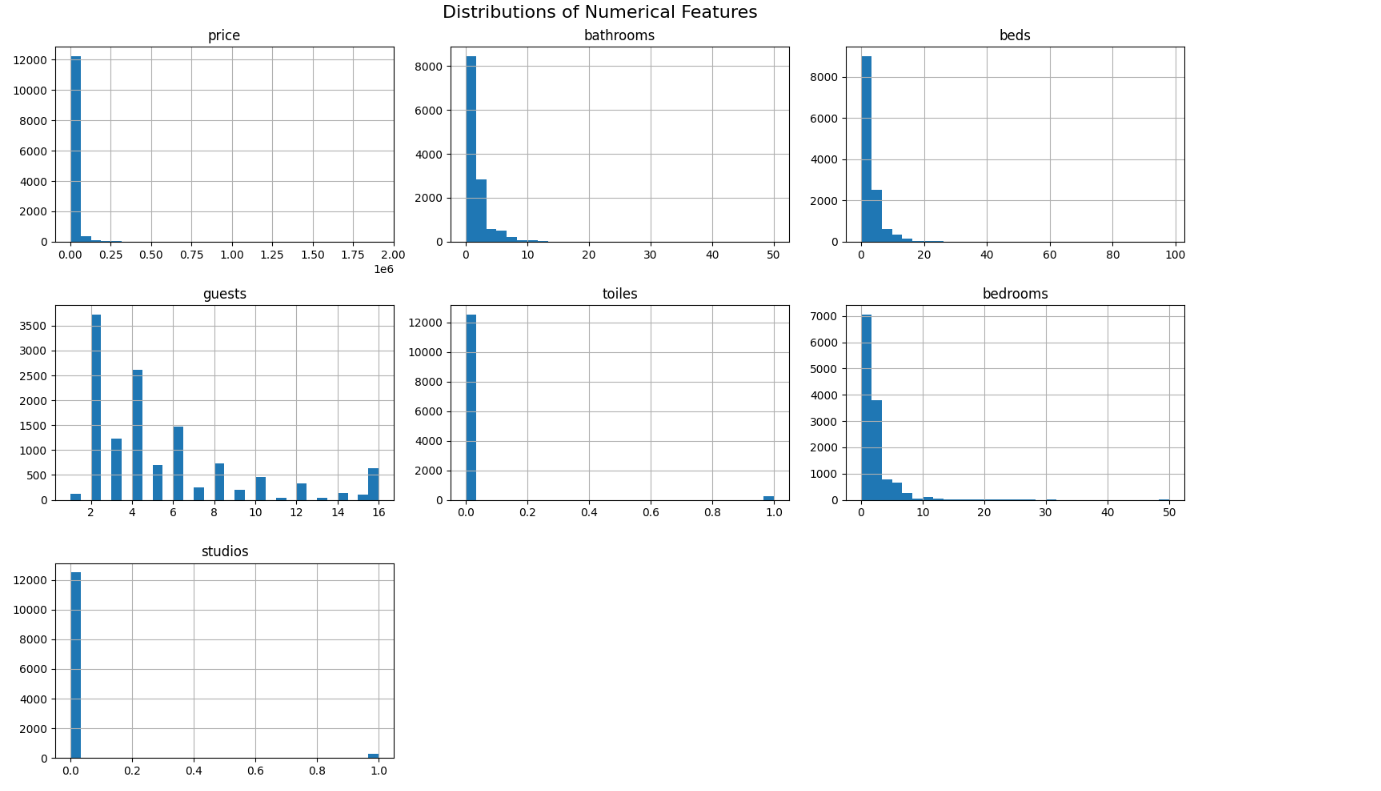 Distributions of Numerical Features
price
12000
10000
8000
6000
4000
2000
0
0.00 0.25 0.50 0.75 1.00 1.25 1.50 1.75 2.00
1e6
bathrooms
8000
6000
4000
2000
0
0 10 20 30 40 50
beds
8000
6000
4000
2000
0
0 20 40 60 80 100
guests
3500
3000
2500
2000
1500
1000
500
0
2 4 6 8 10 12 14 16
toiles
12000
10000
8000
6000
4000
2000
0
0.0 0.2 0.4 0.6 0.8 1.0
bedrooms
7000
6000
5000
4000
3000
2000
1000
0
0 10 20 30 40 50
studios
12000
10000
8000
6000
4000
2000
0
0.0 0.2 0.4 0.6 0.8 1.0